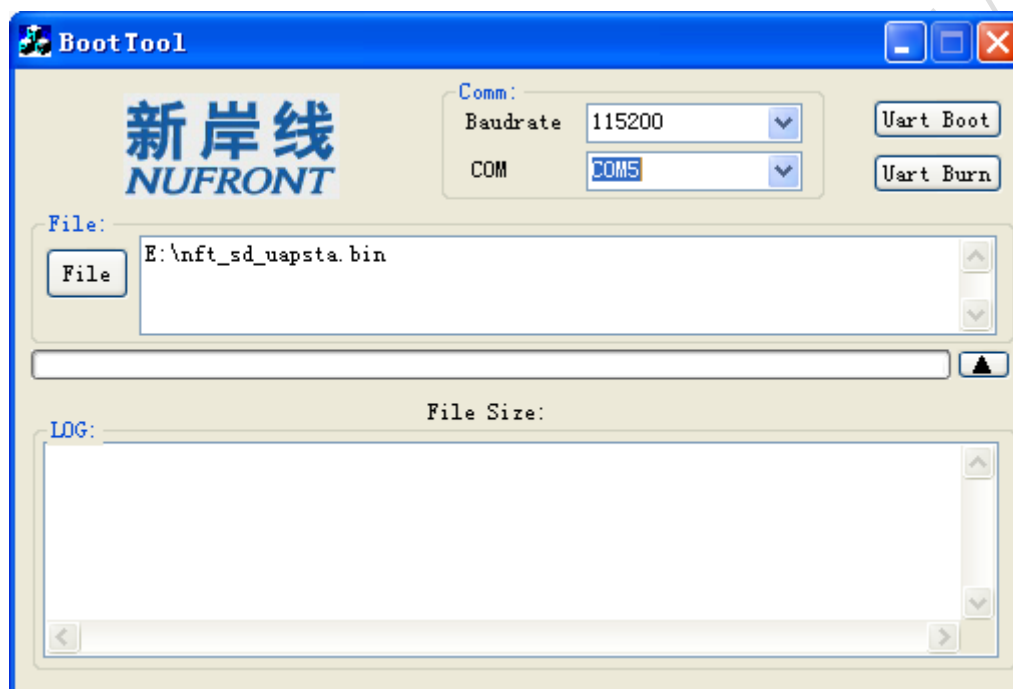 BootTool
新岸线
NUFRONT
Comm:
Baudrate 115200
COM COM5
Uart Boot
Uart Burn
File:
File
E:\nft_sd_uapsta.bin
File Size:
LOG: